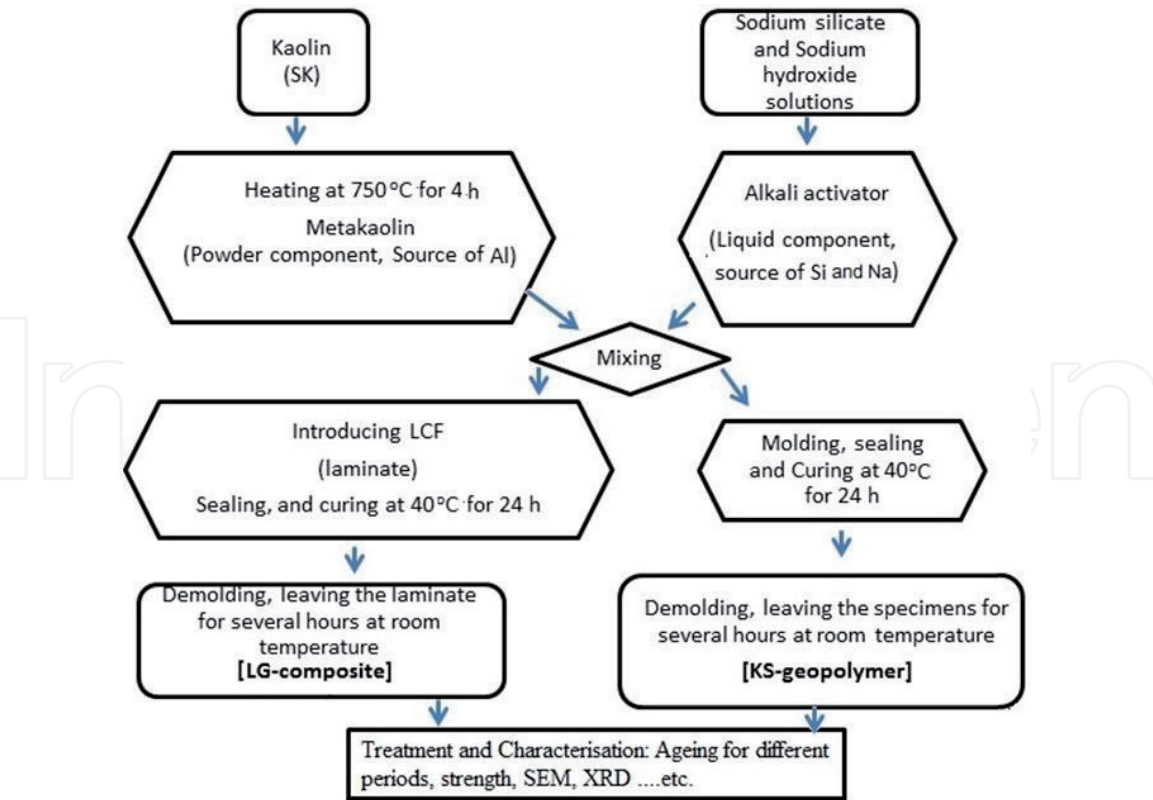 Kaolin
(SK)
Sodium silicate
and Sodium
hydroxide
solutions
Heating at 750°C for 4 h
Metakaolin
(Powder component, Source of Al)
Alkali activator
(Liquid component,
source of Si and Na)
Mixing
Introducing LCF
(laminate)
Sealing, and curing at 40°C for 24 h
Molding, sealing
and Curing at 40°C
for 24 h
Demolding, leaving the laminate
for several hours at room
temperature
[LG-composite]
Demolding, leaving the specimens for
several hours at room temperature
[KS-geopolymer]
Treatment and Characterisation: Ageing for different
periods, strength, SEM, XRD ....etc.